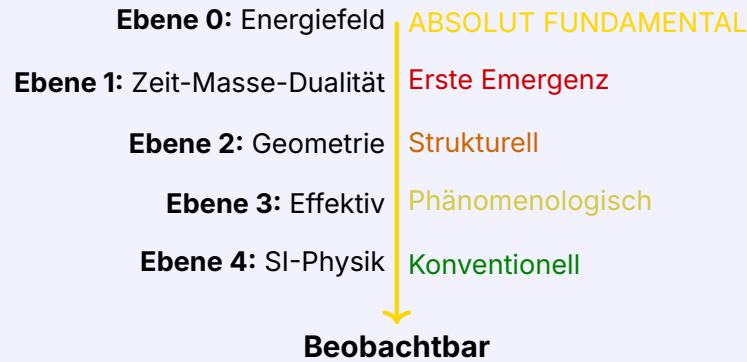 Ebene 0: Energiefeld ABSOLUT FUNDAMENTAL
Ebene 1: Zeit-Masse-Dualität Erste Emergenz
Ebene 2: Geometrie Strukturell
Ebene 3: Effektiv Phänomenologisch
Ebene 4: SI-Physik Konventionell
Beobachtbar